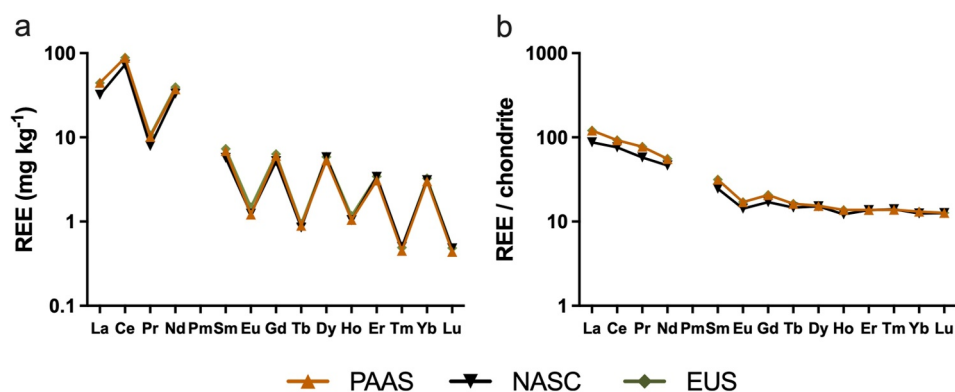 a
REE (mg kg⁻¹)
100
10
1
0.1
La Ce Pr Nd Pm Sm Eu Gd Tb Dy Ho Er Tm Yb Lu
b
REE / chondrite
1000
100
10
1
La Ce Pr Nd Pm Sm Eu Gd Tb Dy Ho Er Tm Yb Lu
PAAS NASC EUS